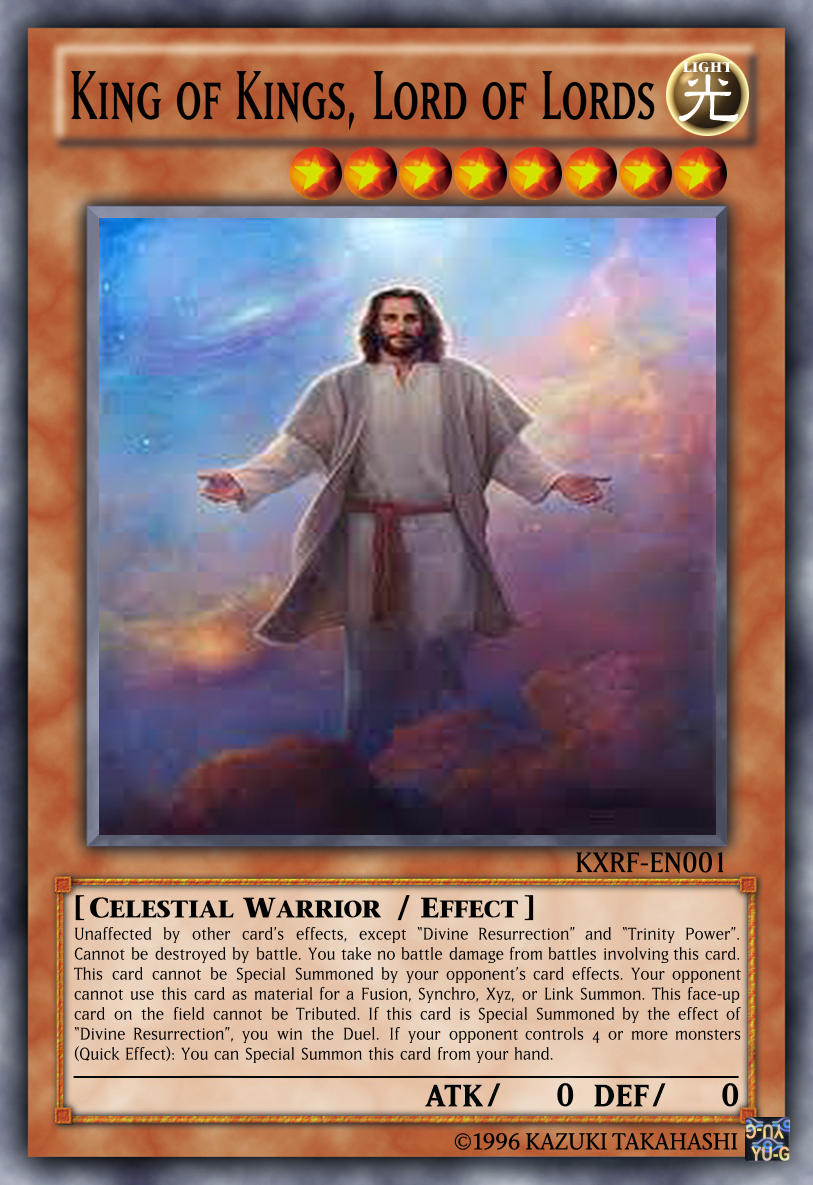 King of Kings, Lord of Lords
LIGHT
光
KXRF-EN001
[ Celestial Warrior / Effect ]
Unaffected by other card's effects, except "Divine Resurrection" and "Trinity Power".
Cannot be destroyed by battle. You take no battle damage from battles involving this card.
This card cannot be Special Summoned by your opponent's card effects. Your opponent
cannot use this card as material for a Fusion, Synchro, Xyz, or Link Summon. This face-up
card on the field cannot be Tributed. If this card is Special Summoned by the effect of
"Divine Resurrection", you win the Duel. If your opponent controls 4 or more monsters
(Quick Effect): You can Special Summon this card from your hand.
ATK/ 0 DEF/ 0
©1996 KAZUKI TAKAHASHI
YU-G
YU-G